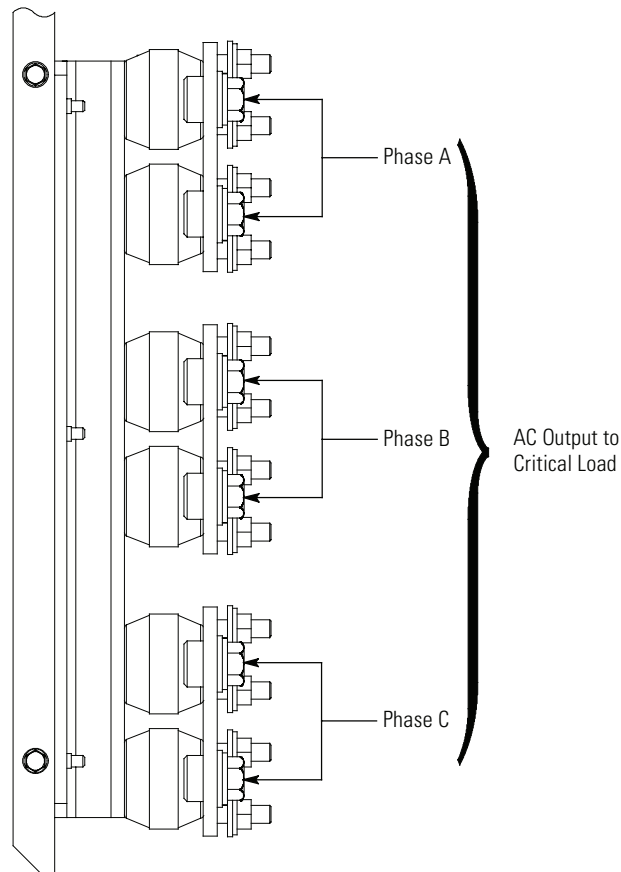 Phase A
Phase B
AC Output to
Critical Load
Phase C